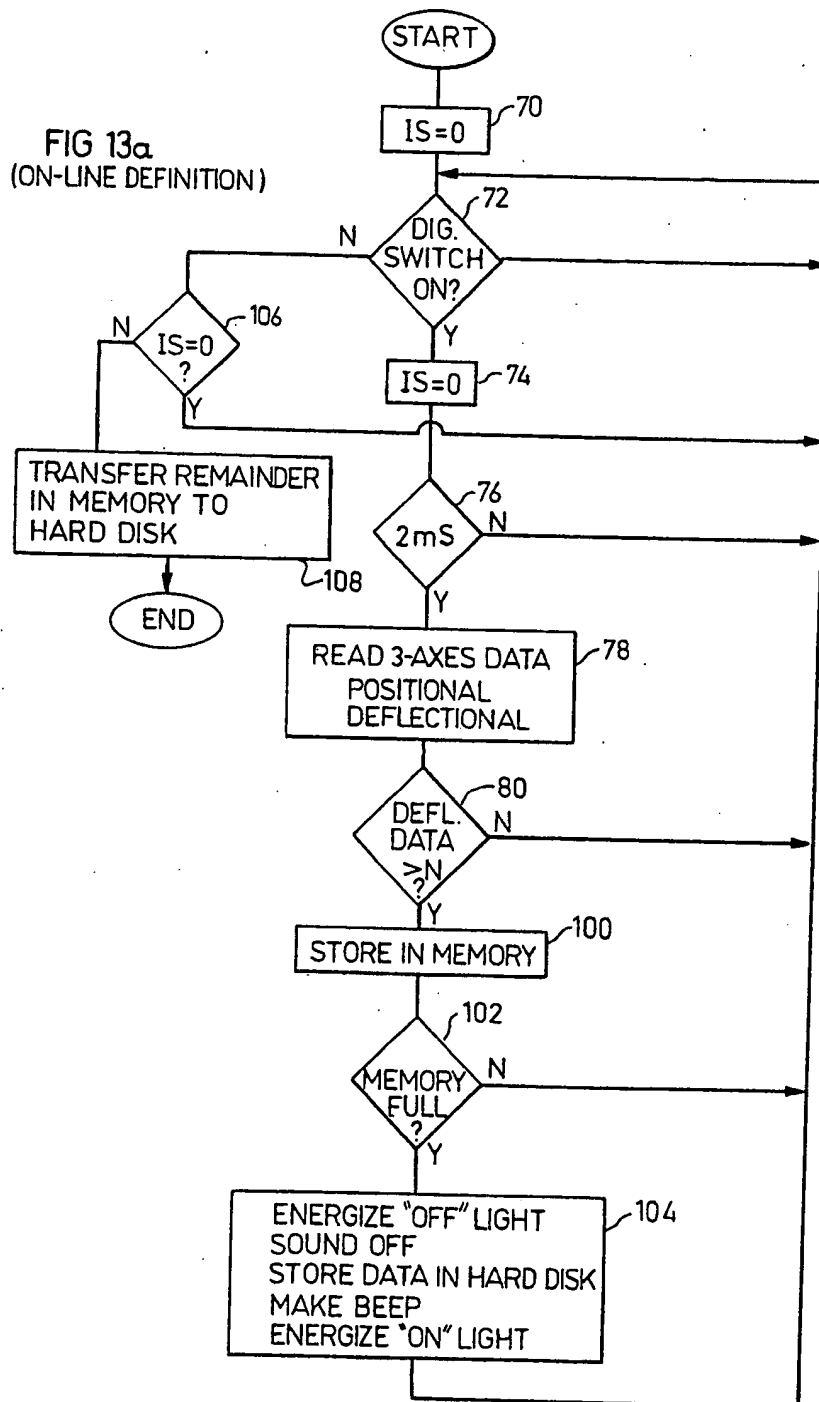 START
70
IS=0
FIG 13a
(ON-LINE DEFINITION)
72
DIG.
SWITCH
ON?
N
Y
106
N
IS=0
?
Y
IS=0
74
TRANSFER REMAINDER
IN MEMORY TO
HARD DISK
108
END
76
2mS
N
Y
READ 3-AXES DATA
POSITIONAL
DEFLECTIONAL
78
80
DEFL.
DATA
>N
?
N
Y
STORE IN MEMORY
100
102
MEMORY
FULL
?
N
Y
ENERGIZE "OFF" LIGHT
SOUND OFF
STORE DATA IN HARD DISK
MAKE BEEP
ENERGIZE "ON" LIGHT
104